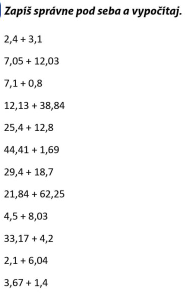 Zapíš správne pod seba a vypočítaj.
2,4 + 3,1
7,05 + 12,03
7,1 + 0,8
12,13 + 38,84
25,4 + 12,8
44,41 + 1,69
29,4 + 18,7
21,84 + 62,25
4,5 + 8,03
33,17 + 4,2
2,1 + 6,04
3,67 + 1,4